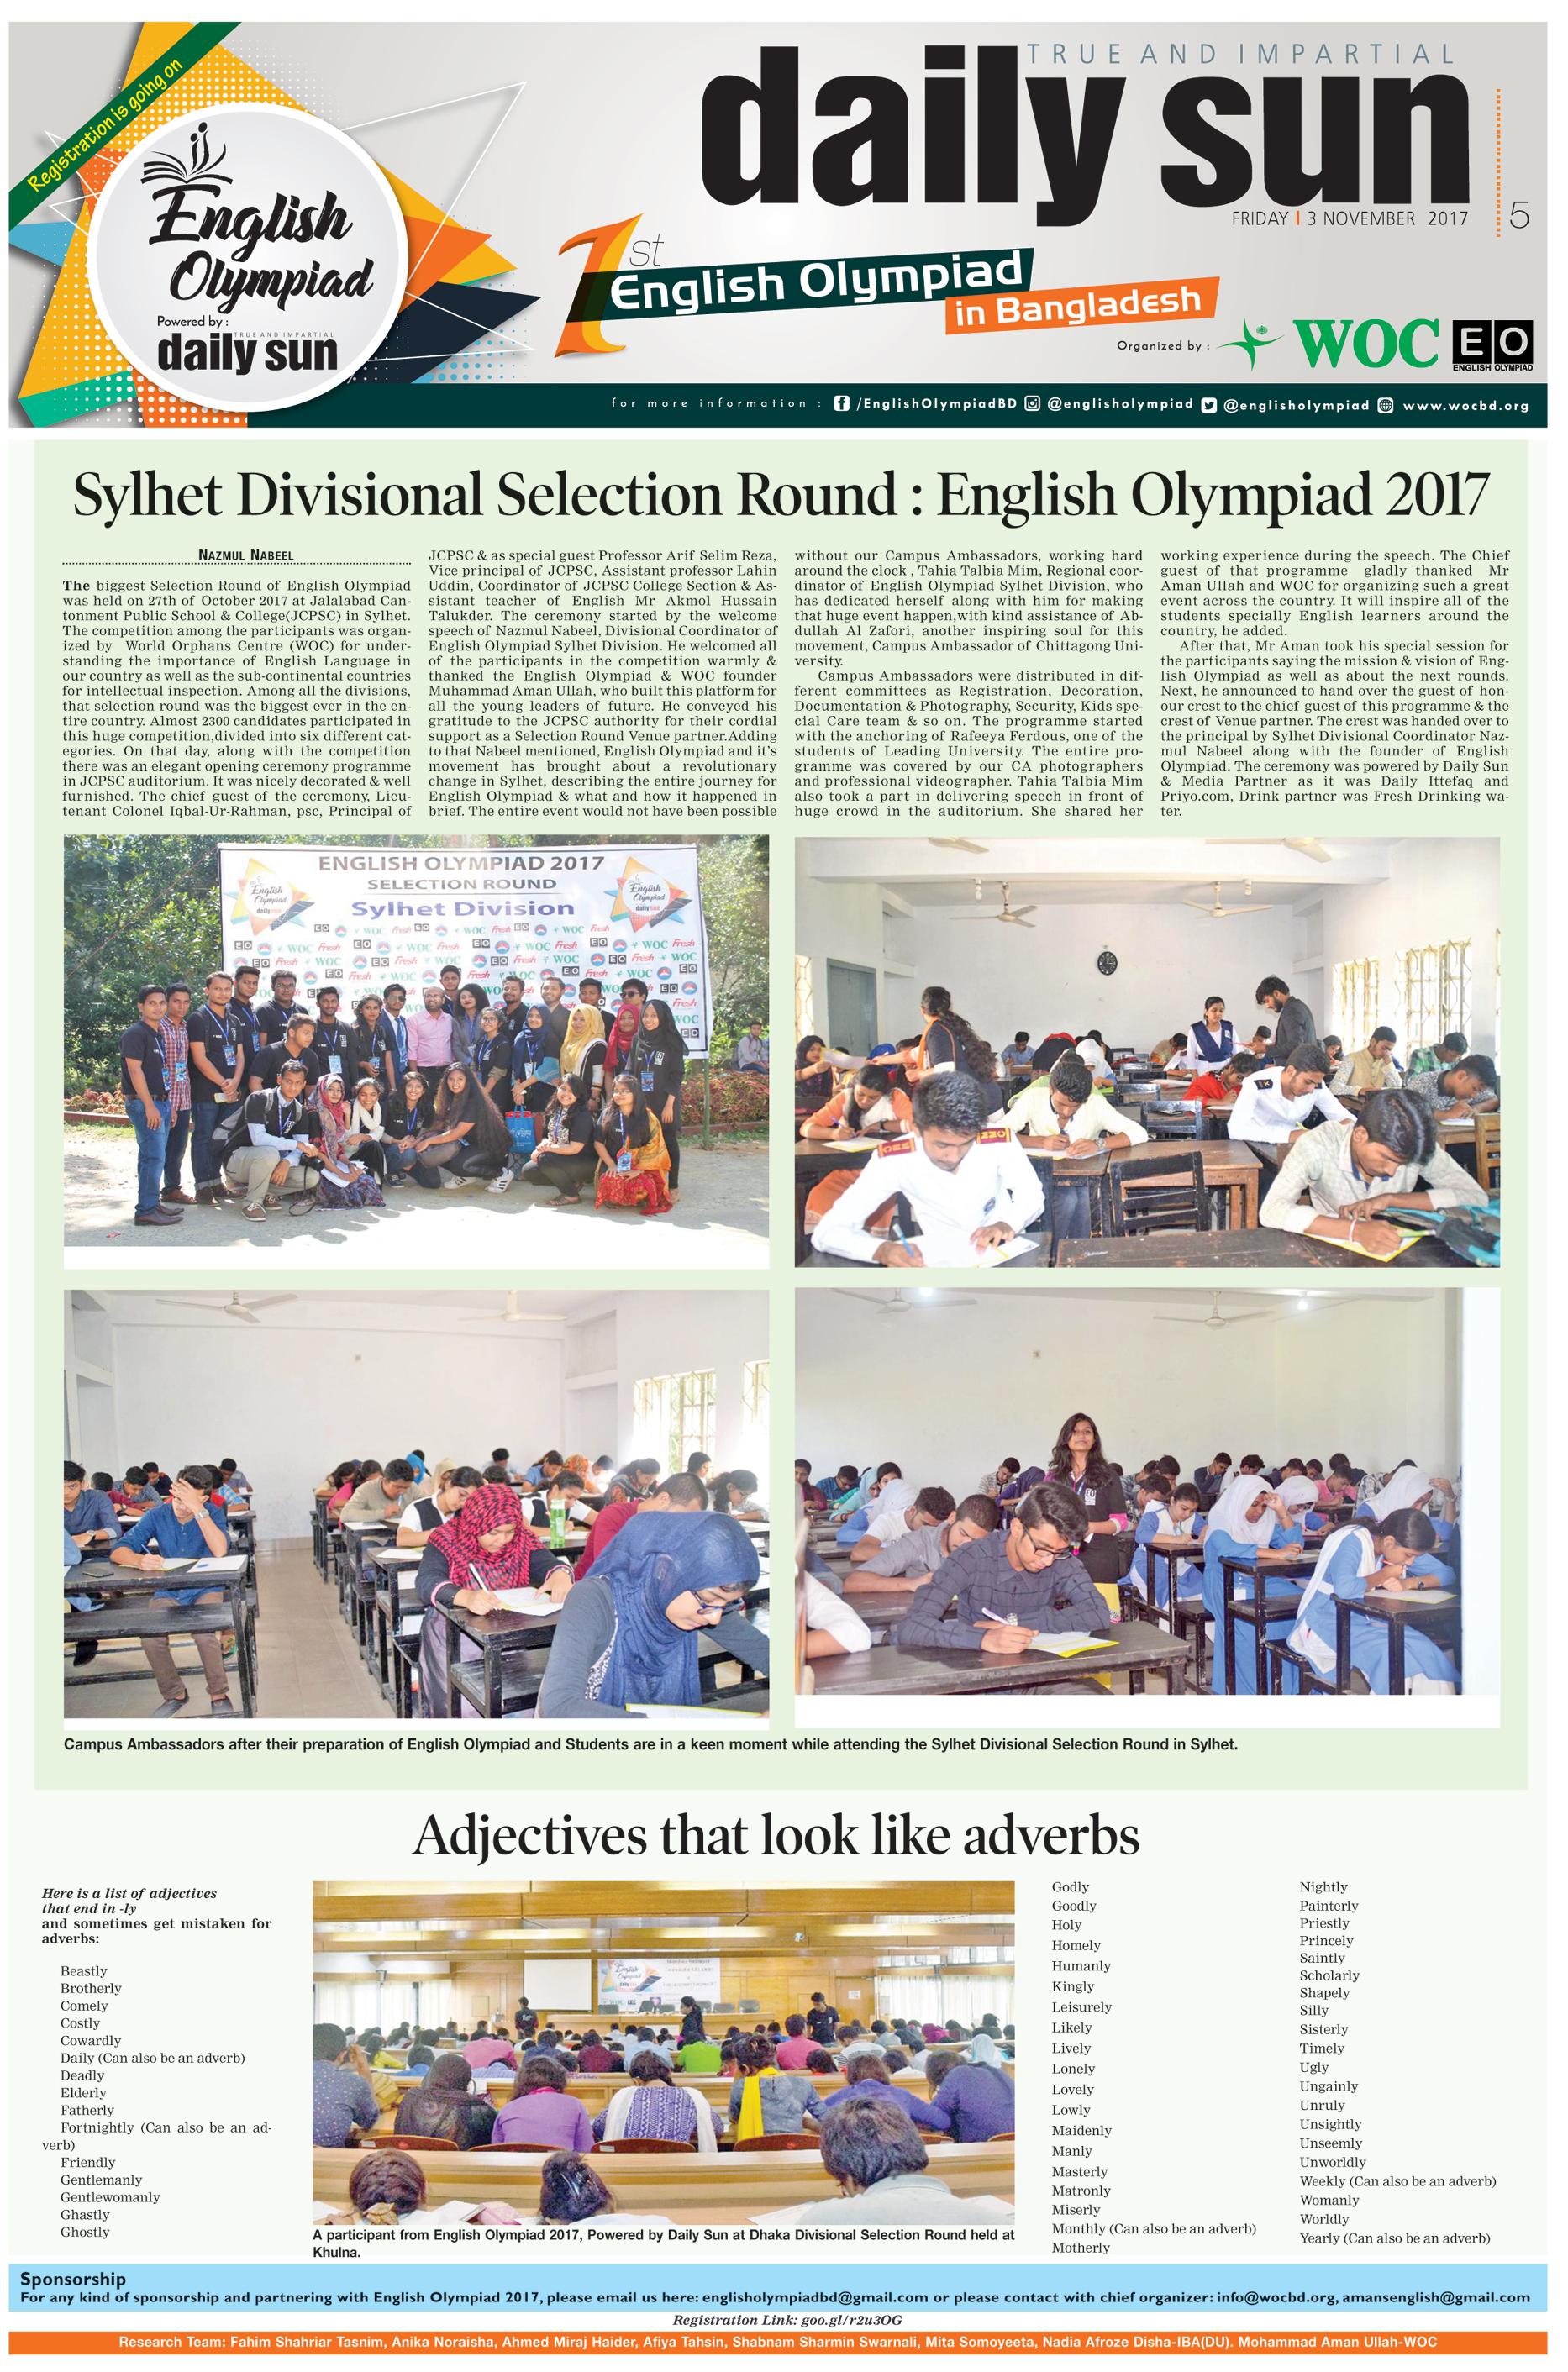 Registration is going on
English
Olympiad
Powered by :
TRUE AND IMPARTIAL
daily sun
TRUE AND IMPARTIAL
daily sun
FRIDAY | 3 NOVEMBER 2017
5
1st
English Olympiad
in Bangladesh
Organized by :
WOC
EO
ENGLISH OLYMPIAD
for more information : /EnglishOlympiadBD @englisholympiad @englisholympiad www.wocbd.org
Sylhet Divisional Selection Round : English Olympiad 2017
NAZMUL NABEEL
The biggest Selection Round of English Olympiad
was held on 27th of October 2017 at Jalalabad Can-
tonment Public School & College(JCPSC) in Sylhet.
The competition among the participants was organ-
ized by World Orphans Centre (WOC) for under-
standing the importance of English Language in
our country as well as the sub-continental countries
for intellectual inspection. Among all the divisions,
that selection round was the biggest ever in the en-
tire country. Almost 2300 candidates participated in
this huge competition,divided into six different cat-
egories. On that day, along with the competition
there was an elegant opening ceremony programme
in JCPSC auditorium. It was nicely decorated & well
furnished. The chief guest of the ceremony, Lieu-
tenant Colonel Iqbal-Ur-Rahman, psc, Principal of
JCPSC & as special guest Professor Arif Selim Reza,
Vice principal of JCPSC, Assistant professor Lahin
Uddin, Coordinator of JCPSC College Section & As-
sistant teacher of English Mr Akmol Hussain
Talukder. The ceremony started by the welcome
speech of Nazmul Nabeel, Divisional Coordinator of
English Olympiad Sylhet Division. He welcomed all
of the participants in the competition warmly &
thanked the English Olympiad & WOC founder
Muhammad Aman Ullah, who built this platform for
all the young leaders of future. He conveyed his
gratitude to the JCPSC authority for their cordial
support as a Selection Round Venue partner.Adding
to that Nabeel mentioned, English Olympiad and it's
movement has brought about a revolutionary
change in Sylhet, describing the entire journey for
English Olympiad & what and how it happened in
brief. The entire event would not have been possible
without our Campus Ambassadors, working hard
around the clock , Tahia Talbia Mim, Regional coor-
dinator of English Olympiad Sylhet Division, who
has dedicated herself along with him for making
that huge event happen,with kind assistance of Ab-
dullah Al Zafori, another inspiring soul for this
movement, Campus Ambassador of Chittagong Uni-
versity.
Campus Ambassadors were distributed in dif-
ferent committees as Registration, Decoration,
Documentation & Photography, Security, Kids spe-
cial Care team & so on. The programme started
with the anchoring of Rafeeya Ferdous, one of the
students of Leading University. The entire pro-
gramme was covered by our CA photographers
and professional videographer. Tahia Talbia Mim
also took a part in delivering speech in front of
huge crowd in the auditorium. She shared her
working experience during the speech. The Chief
guest of that programme gladly thanked Mr
Aman Ullah and WOC for organizing such a great
event across the country. It will inspire all of the
students specially English learners around the
country, he added.
After that, Mr Aman took his special session for
the participants saying the mission & vision of Eng-
lish Olympiad as well as about the next rounds.
Next, he announced to hand over the guest of hon-
our crest to the chief guest of this programme & the
crest of Venue partner. The crest was handed over to
the principal by Sylhet Divisional Coordinator Naz-
mul Nabeel along with the founder of English
Olympiad. The ceremony was powered by Daily Sun
& Media Partner as it was Daily Ittefaq and
Priyo.com, Drink partner was Fresh Drinking wa-
ter.
ENGLISH OLYMPIAD 2017
SELECTION ROUND
Sylhet Division
Campus Ambassadors after their preparation of English Olympiad and Students are in a keen moment while attending the Sylhet Divisional Selection Round in Sylhet.
Adjectives that look like adverbs
Here is a list of adjectives
that end in -ly
and sometimes get mistaken for
adverbs:
Beastly
Brotherly
Comely
Costly
Cowardly
Daily (Can also be an adverb)
Deadly
Elderly
Fatherly
Fortnightly (Can also be an ad-
verb)
Friendly
Gentlemanly
Gentlewomanly
Ghastly
Ghostly
A participant from English Olympiad 2017, Powered by Daily Sun at Dhaka Divisional Selection Round held at
Khulna.
Godly
Goodly
Holy
Homely
Humanly
Kingly
Leisurely
Likely
Lively
Lonely
Lovely
Lowly
Maidenly
Manly
Masterly
Matronly
Miserly
Monthly (Can also be an adverb)
Motherly
Nightly
Painterly
Priestly
Princely
Saintly
Scholarly
Shapely
Silly
Sisterly
Timely
Ugly
Ungainly
Unruly
Unsightly
Unseemly
Unworldly
Weekly (Can also be an adverb)
Womanly
Worldly
Yearly (Can also be an adverb)
Sponsorship
For any kind of sponsorship and partnering with English Olympiad 2017, please email us here: englisholympiadbd@gmail.com or please contact with chief organizer: info@wocbd.org, amansenglish@gmail.com
Registration Link: goo.gl/r2u3OG
Research Team: Fahim Shahriar Tasnim, Anika Noraisha, Ahmed Miraj Haider, Afiya Tahsin, Shabnam Sharmin Swarnali, Mita Somoyeeta, Nadia Afroze Disha-IBA(DU). Mohammad Aman Ullah-WOC